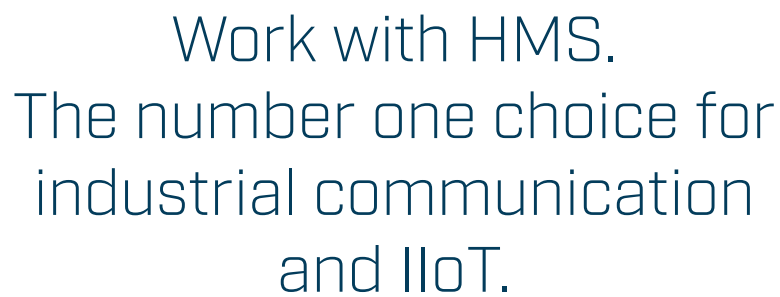 Work with HMS.
The number one choice for
industrial communication
and IIoT.